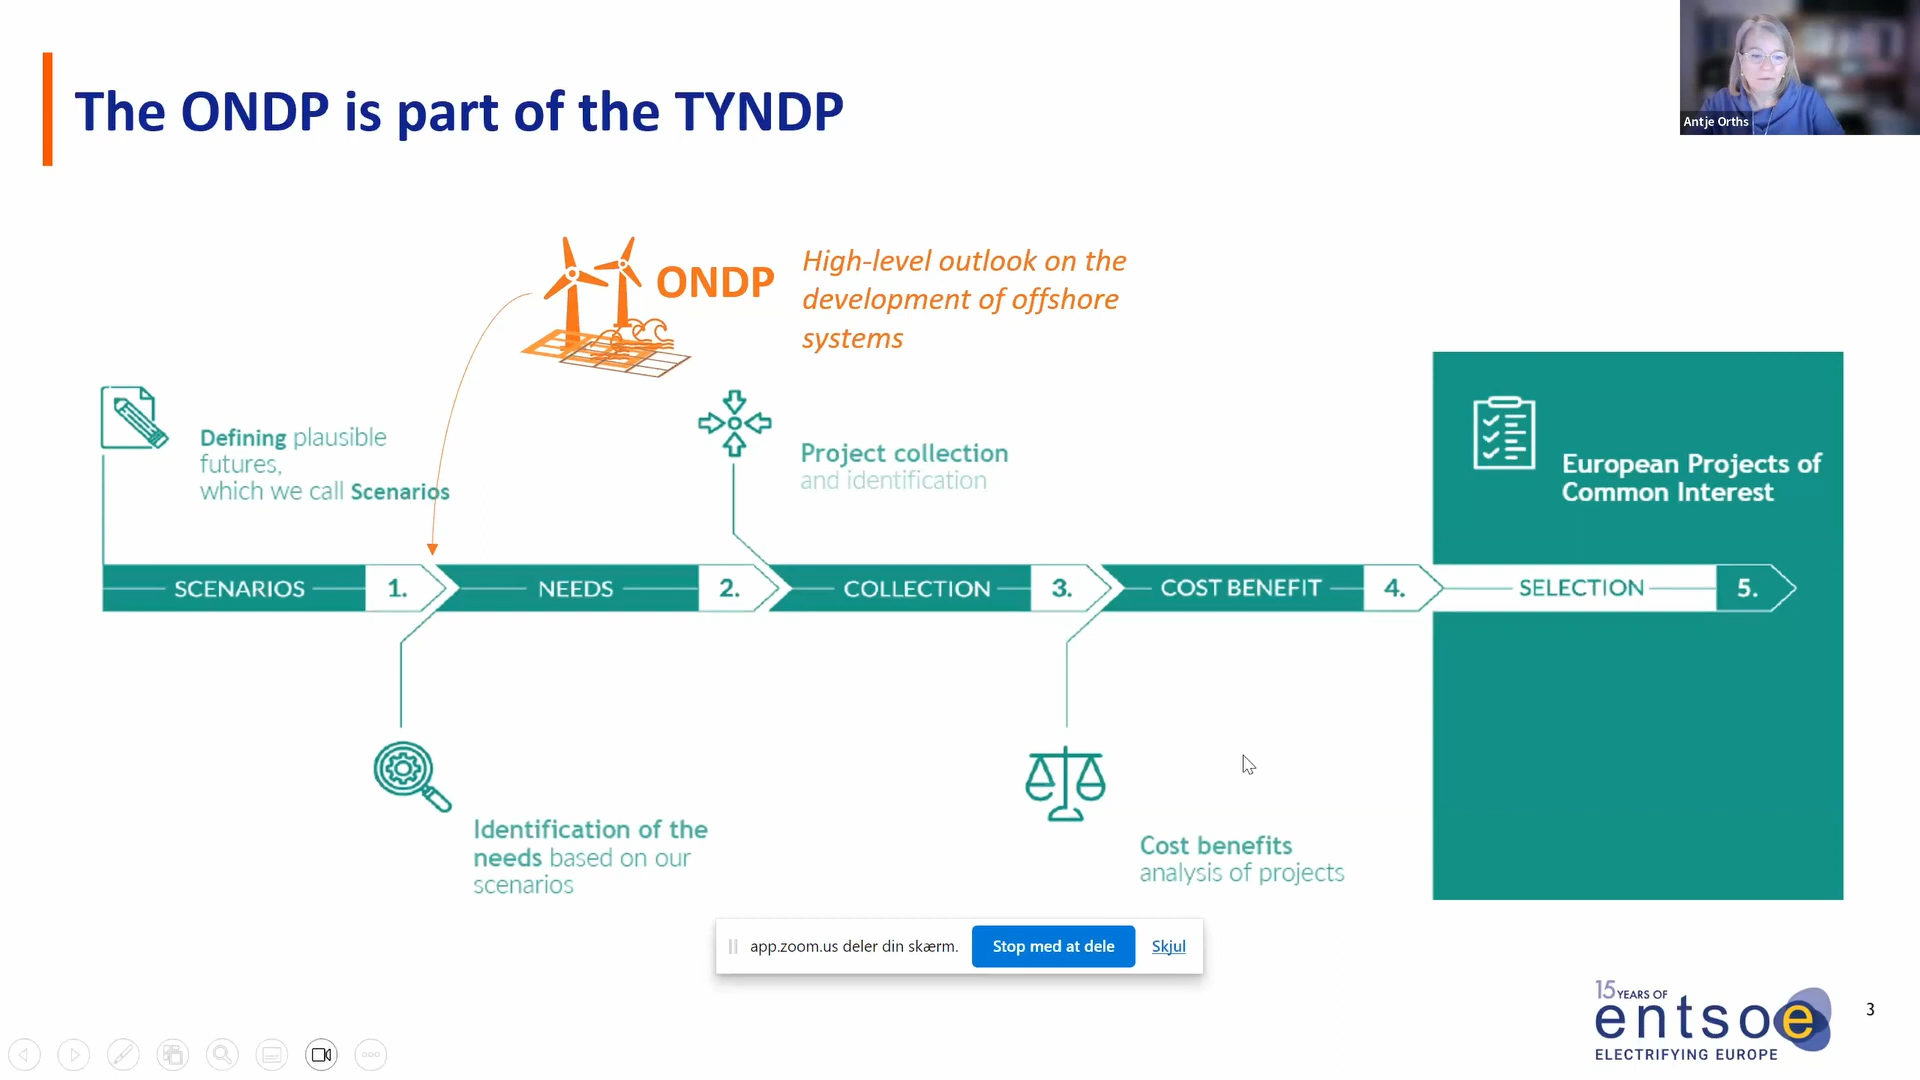 The ONDP is part of the TYNDP
Antje Orths
ONDP
High-level outlook on the
development of offshore
systems
Defining plausible
futures,
which we call Scenarios
Project collection
and identification
European Projects of
Common Interest
SCENARIOS 1. NEEDS 2. COLLECTION 3. COST BENEFIT 4. SELECTION 5.
Identification of the
needs based on our
scenarios
Cost benefits
analysis of projects
app.zoom.us deler din skærm. Stop med at dele Skjul
15 YEARS OF
entsoe
ELECTRIFYING EUROPE
3